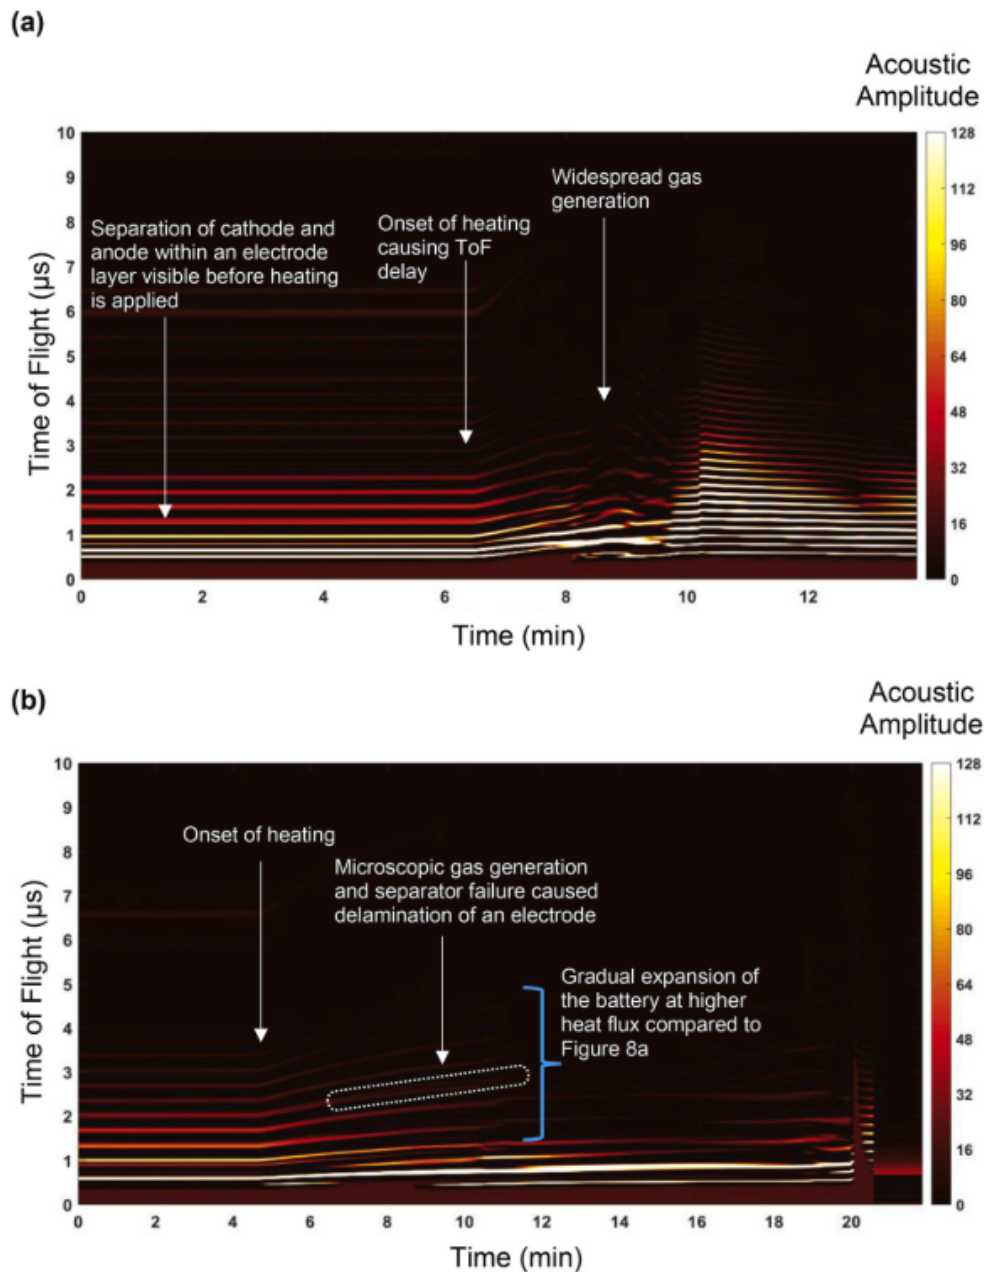 (a)
Acoustic
Amplitude
10
9
8
7
6
5
4
3
2
1
0
Time of Flight (µs)
Separation of cathode and
anode within an electrode
layer visible before heating
is applied
Onset of heating
causing ToF
delay
Widespread gas
generation
128
112
96
80
64
48
32
16
0
0 2 4 6 8 10 12
Time (min)
(b)
Acoustic
Amplitude
10
9
8
7
6
5
4
3
2
1
0
Time of Flight (µs)
Onset of heating
Microscopic gas generation
and separator failure caused
delamination of an electrode
Gradual expansion of
the battery at higher
heat flux compared to
Figure 8a
128
112
96
80
64
48
32
16
0
0 2 4 6 8 10 12 14 16 18 20
Time (min)